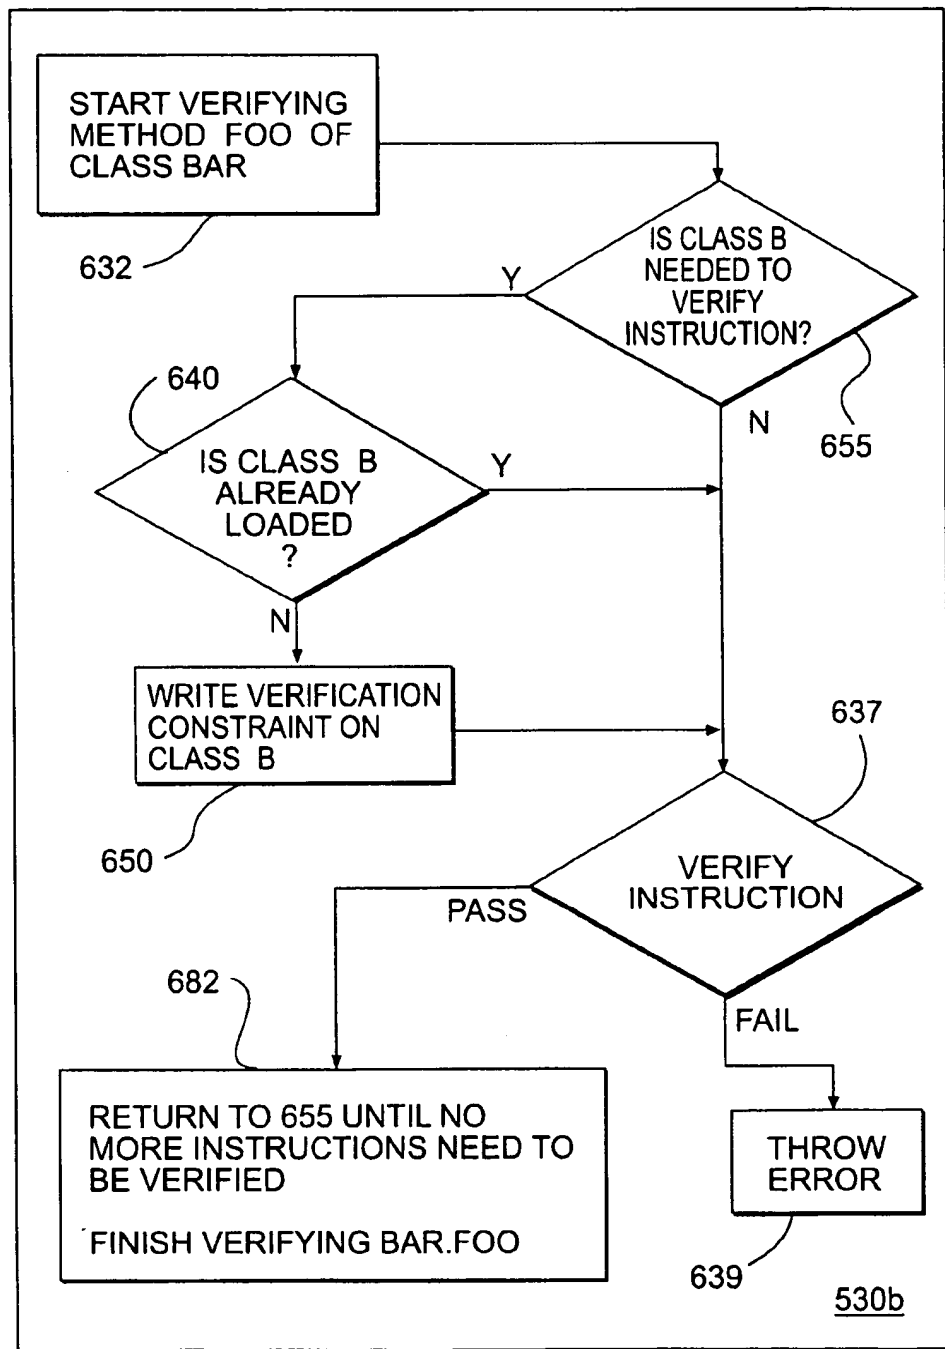 START VERIFYING
METHOD FOO OF
CLASS BAR
632
IS CLASS B
NEEDED TO
VERIFY
INSTRUCTION?
Y
N
655
640
IS CLASS B
ALREADY
LOADED
?
Y
N
WRITE VERIFICATION
CONSTRAINT ON
CLASS B
650
637
VERIFY
INSTRUCTION
PASS
FAIL
682
RETURN TO 655 UNTIL NO
MORE INSTRUCTIONS NEED TO
BE VERIFIED
FINISH VERIFYING BAR.FOO
THROW
ERROR
639
530b